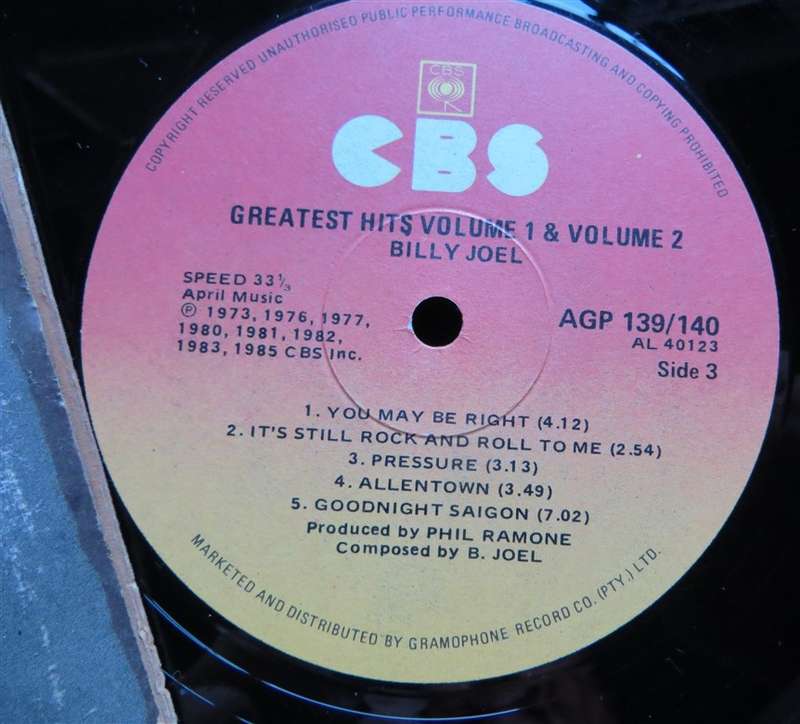 COPYRIGHT RESERVED UNAUTHORISED PUBLIC PERFORMANCE BROADCASTING AND COPYING PROHIBITED
CBS
CBS
GREATEST HITS VOLUME 1 & VOLUME 2
BILLY JOEL
SPEED 33⅓
April Music
℗ 1973, 1976, 1977,
1980, 1981, 1982,
1983, 1985 CBS Inc.
AGP 139/140
AL 40123
Side 3
1. YOU MAY BE RIGHT (4.12)
2. IT'S STILL ROCK AND ROLL TO ME (2.54)
3. PRESSURE (3.13)
4. ALLENTOWN (3.49)
5. GOODNIGHT SAIGON (7.02)
Produced by PHIL RAMONE
Composed by B. JOEL
MARKETED AND DISTRIBUTED BY GRAMOPHONE RECORD CO. (PTY.) LTD.